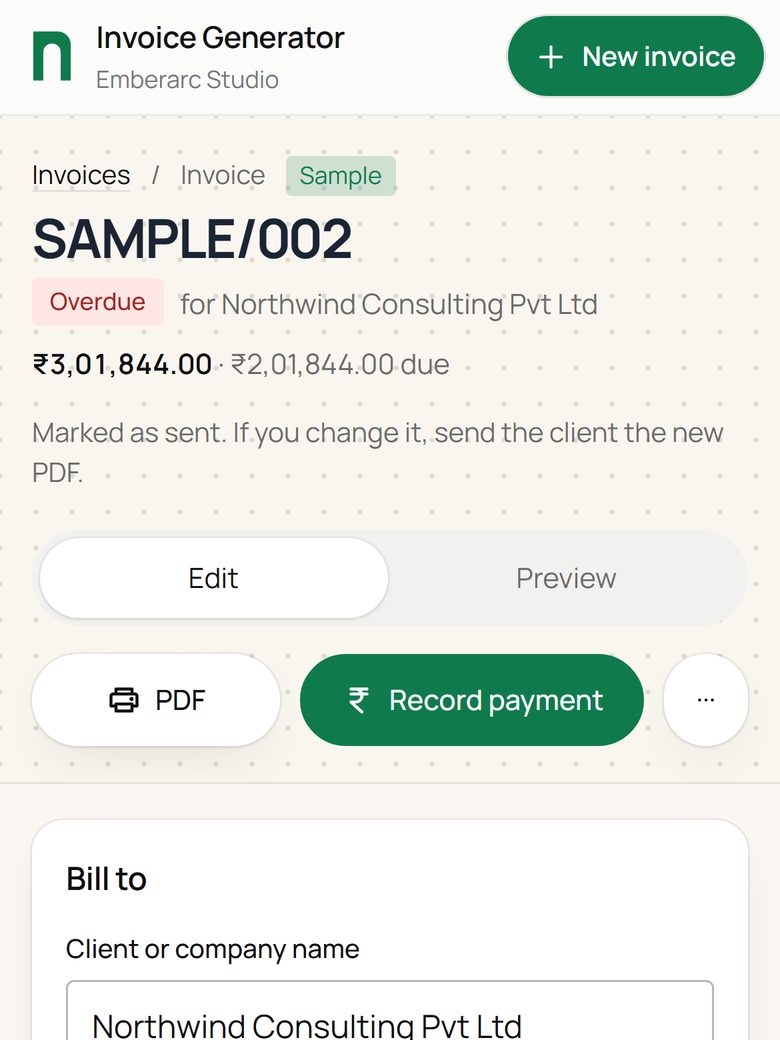 n
Invoice Generator
Emberarc Studio
+ New invoice
Invoices / Invoice Sample
SAMPLE/002
Overdue for Northwind Consulting Pvt Ltd
₹3,01,844.00 · ₹2,01,844.00 due
Marked as sent. If you change it, send the client the new
PDF.
Edit Preview
PDF ₹ Record payment ...
Bill to
Client or company name
Northwind Consulting Pvt Ltd